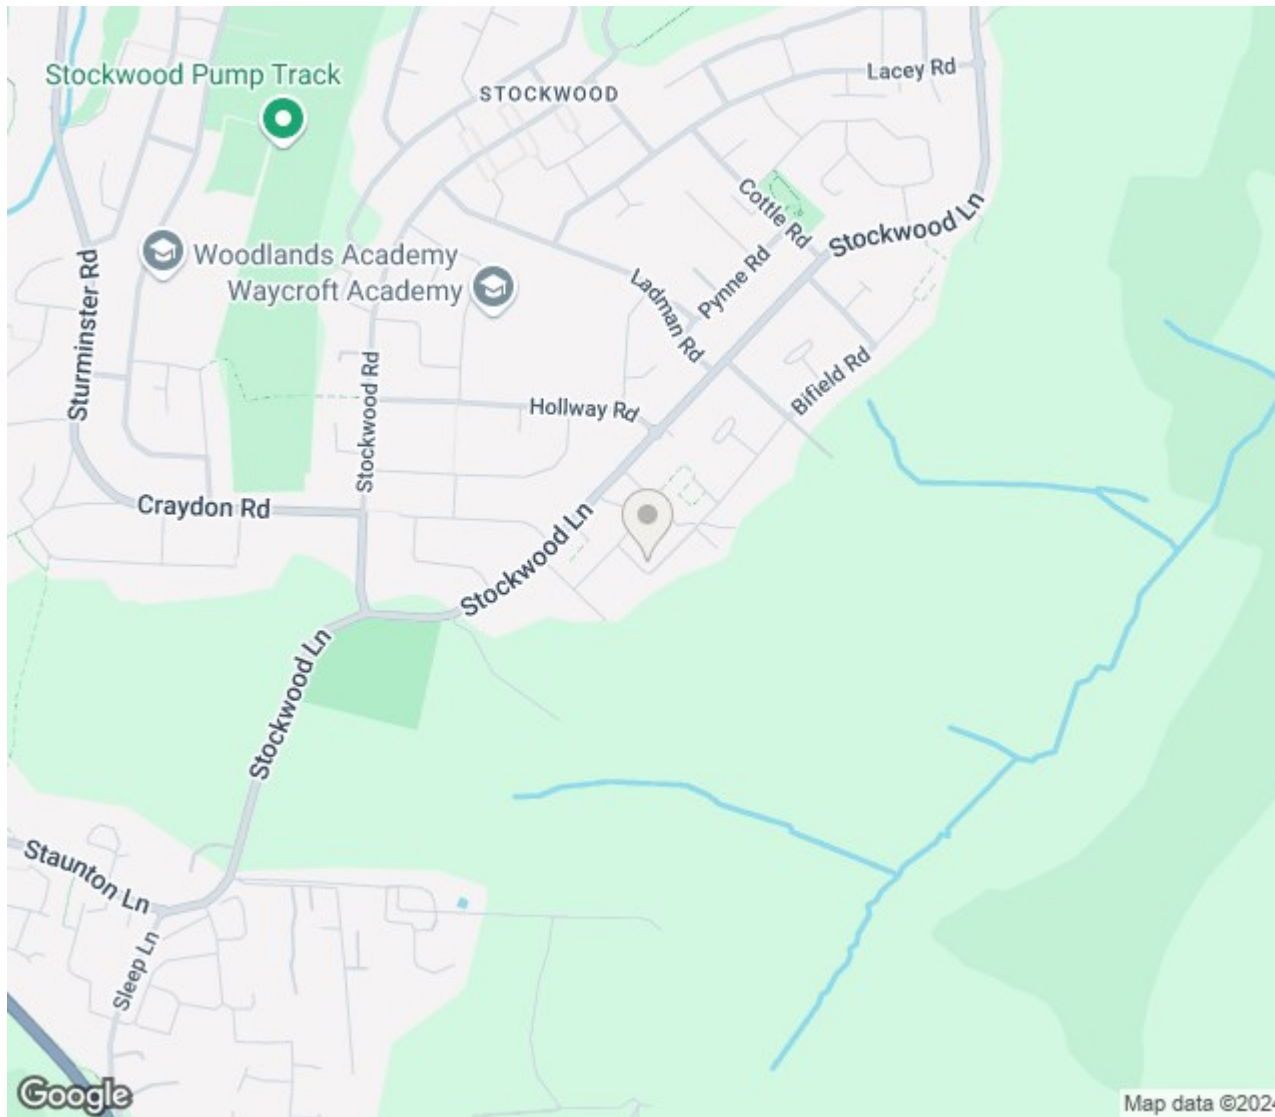 Lacey Rd
Stockwood Pump Track
STOCKWOOD
Cottle Rd
Stockwood Ln
Woodlands Academy
Waycroft Academy
Pynne Rd
Ladman Rd
Sturminster Rd
Stockwood Rd
Bifield Rd
Hollway Rd
Craydon Rd
Stockwood Ln
Stockwood Ln
Staunton Ln
Sleep Ln
Google
Map data ©2024